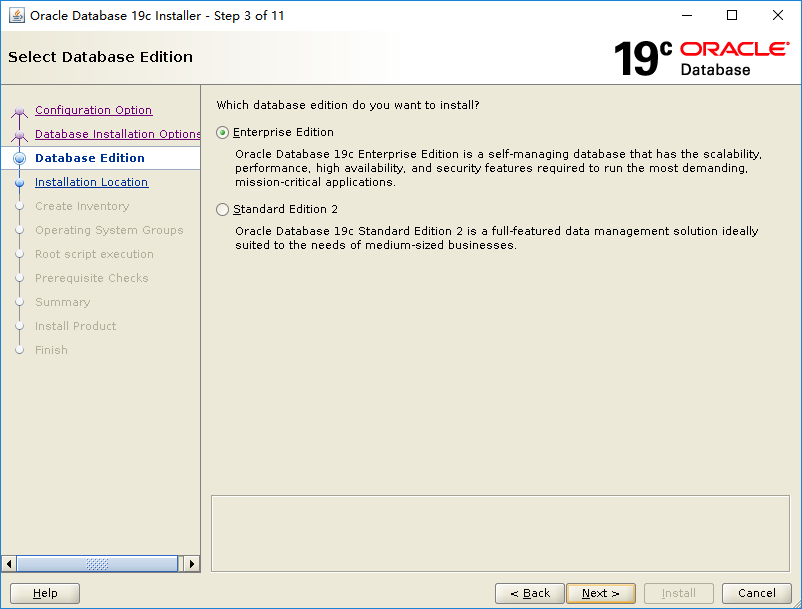 Oracle Database 19c Installer - Step 3 of 11
Select Database Edition
19c ORACLE
Database
Configuration Option
Database Installation Options
Database Edition
Installation Location
Create Inventory
Operating System Groups
Root script execution
Prerequisite Checks
Summary
Install Product
Finish
Which database edition do you want to install?
Enterprise Edition
Oracle Database 19c Enterprise Edition is a self-managing database that has the scalability,
performance, high availability, and security features required to run the most demanding,
mission-critical applications.
Standard Edition 2
Oracle Database 19c Standard Edition 2 is a full-featured data management solution ideally
suited to the needs of medium-sized businesses.
Help
< Back
Next >
Install
Cancel